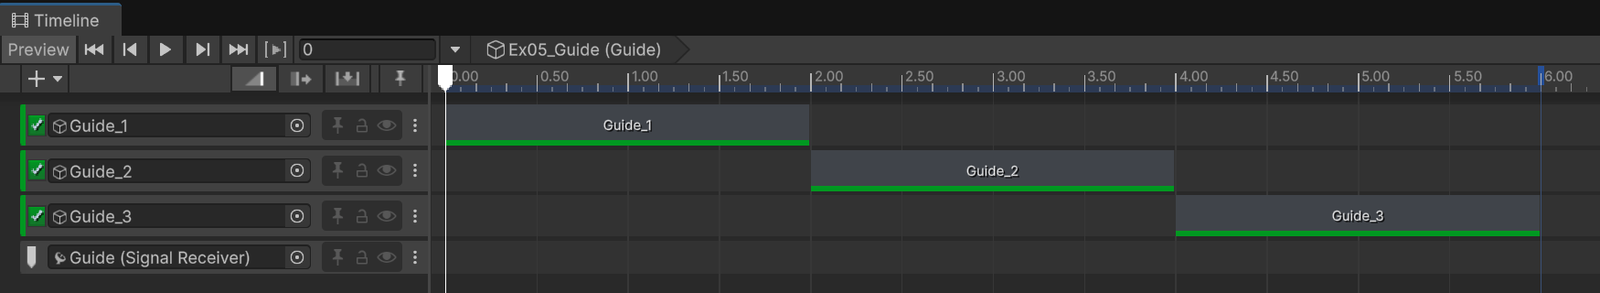 Timeline
Preview 0 Ex05_Guide (Guide)
0.00 0.50 1.00 1.50 2.00 2.50 3.00 3.50 4.00 4.50 5.00 5.50 6.00
Guide_1 Guide_1
Guide_2 Guide_2
Guide_3 Guide_3
Guide (Signal Receiver)